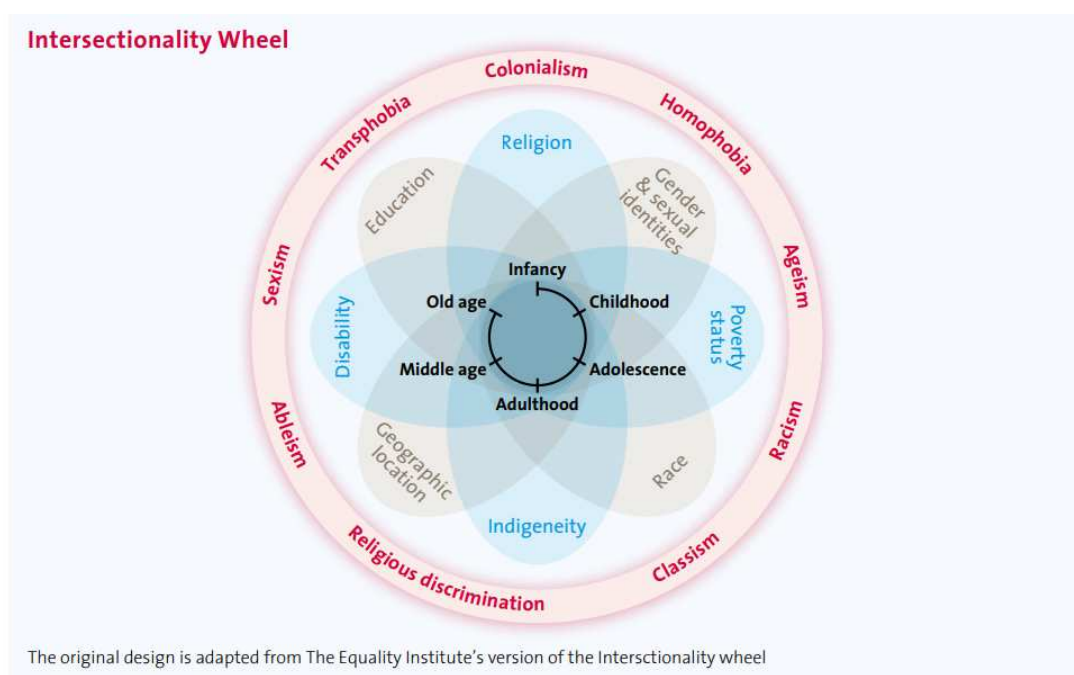 Intersectionality Wheel
Colonialism
Transphobia
Homophobia
Religion
Education
Gender
& sexual
identities
Sexism
Ageism
Infancy
Old age
Childhood
Disability
Poverty
status
Middle age
Adolescence
Adulthood
Ableism
Racism
Geographic
location
Race
Indigeneity
Religious discrimination
Classism
The original design is adapted from The Equality Institute’s version of the Intersctionality wheel